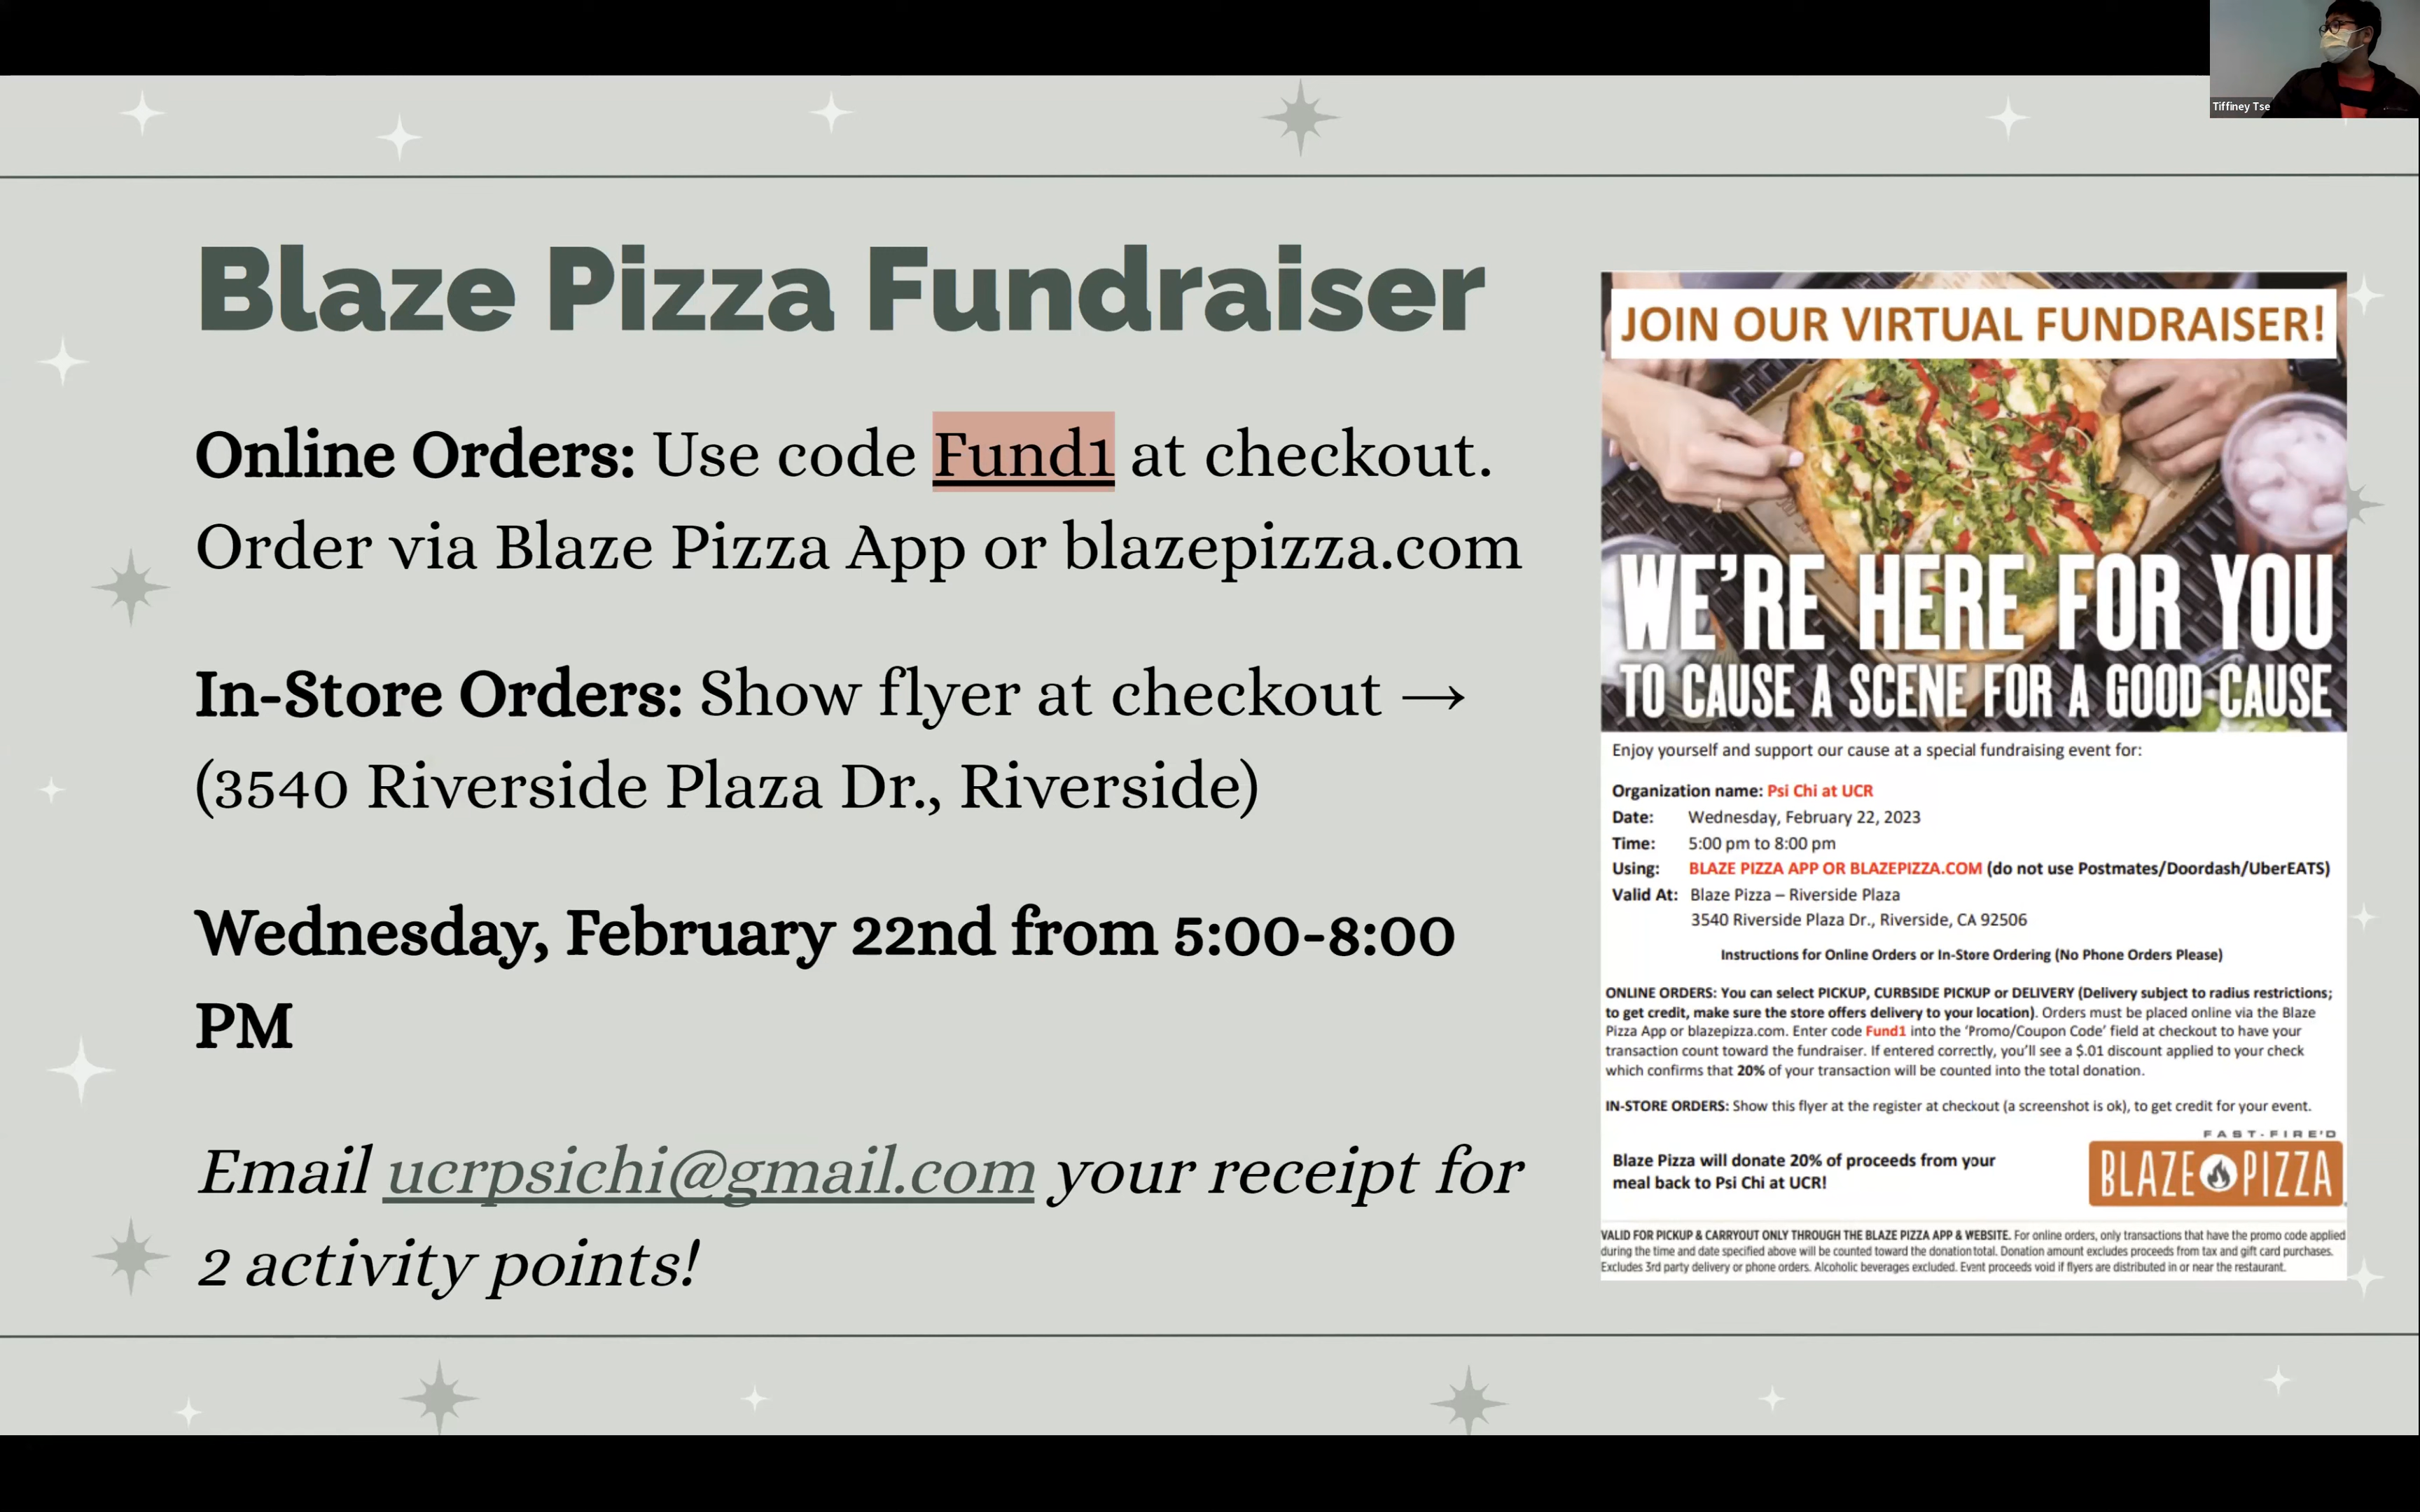 Tiffiney Tse
Blaze Pizza Fundraiser
Online Orders: Use code Fund1 at checkout.
Order via Blaze Pizza App or blazepizza.com
In-Store Orders: Show flyer at checkout →
(3540 Riverside Plaza Dr., Riverside)
Wednesday, February 22nd from 5:00-8:00
PM
Email ucrpsichi@gmail.com your receipt for
2 activity points!
JOIN OUR VIRTUAL FUNDRAISER!
WE'RE HERE FOR YOU
TO CAUSE A SCENE FOR A GOOD CAUSE
Enjoy yourself and support our cause at a special fundraising event for:
Organization name: Psi Chi at UCR
Date: Wednesday, February 22, 2023
Time: 5:00 pm to 8:00 pm
Using: BLAZE PIZZA APP OR BLAZEPIZZA.COM (do not use Postmates/Doordash/UberEATS)
Valid At: Blaze Pizza – Riverside Plaza
3540 Riverside Plaza Dr., Riverside, CA 92506
Instructions for Online Orders or In-Store Ordering (No Phone Orders Please)
ONLINE ORDERS: You can select PICKUP, CURBSIDE PICKUP or DELIVERY (Delivery subject to radius restrictions;
to get credit, make sure the store offers delivery to your location). Orders must be placed online via the Blaze
Pizza App or blazepizza.com. Enter code Fund1 into the 'Promo/Coupon Code' field at checkout to have your
transaction count toward the fundraiser. If entered correctly, you'll see a $.01 discount applied to your check
which confirms that 20% of your transaction will be counted into the total donation.
IN-STORE ORDERS: Show this flyer at the register at checkout (a screenshot is ok), to get credit for your event.
Blaze Pizza will donate 20% of proceeds from your
meal back to Psi Chi at UCR!
FAST-FIRE'D
BLAZE PIZZA
VALID FOR PICKUP & CARRYOUT ONLY THROUGH THE BLAZE PIZZA APP & WEBSITE. For online orders, only transactions that have the promo code applied
during the time and date specified above will be counted toward the donation total. Donation amount excludes proceeds from tax and gift card purchases.
Excludes 3rd party delivery or phone orders. Alcoholic beverages excluded. Event proceeds void if flyers are distributed in or near the restaurant.